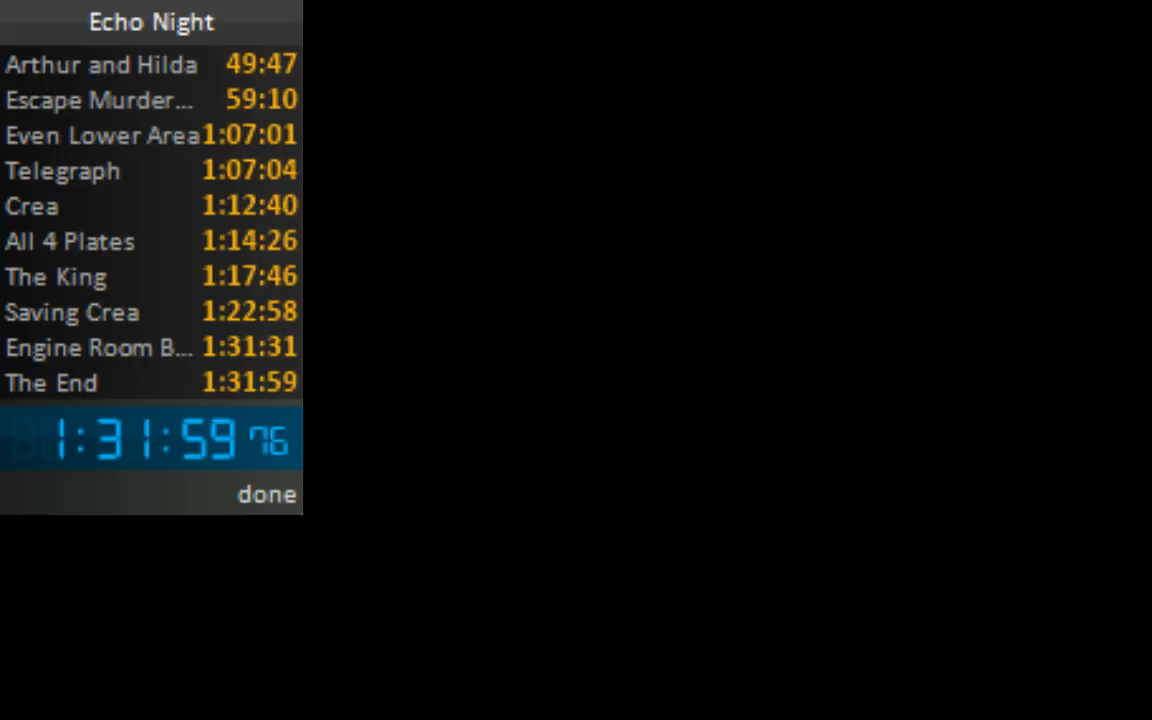 Echo Night
Arthur and Hilda 49:47
Escape Murder... 59:10
Even Lower Area 1:07:01
Telegraph 1:07:04
Crea 1:12:40
All 4 Plates 1:14:26
The King 1:17:46
Saving Crea 1:22:58
Engine Room B... 1:31:31
The End 1:31:59
1:31:59 76
done